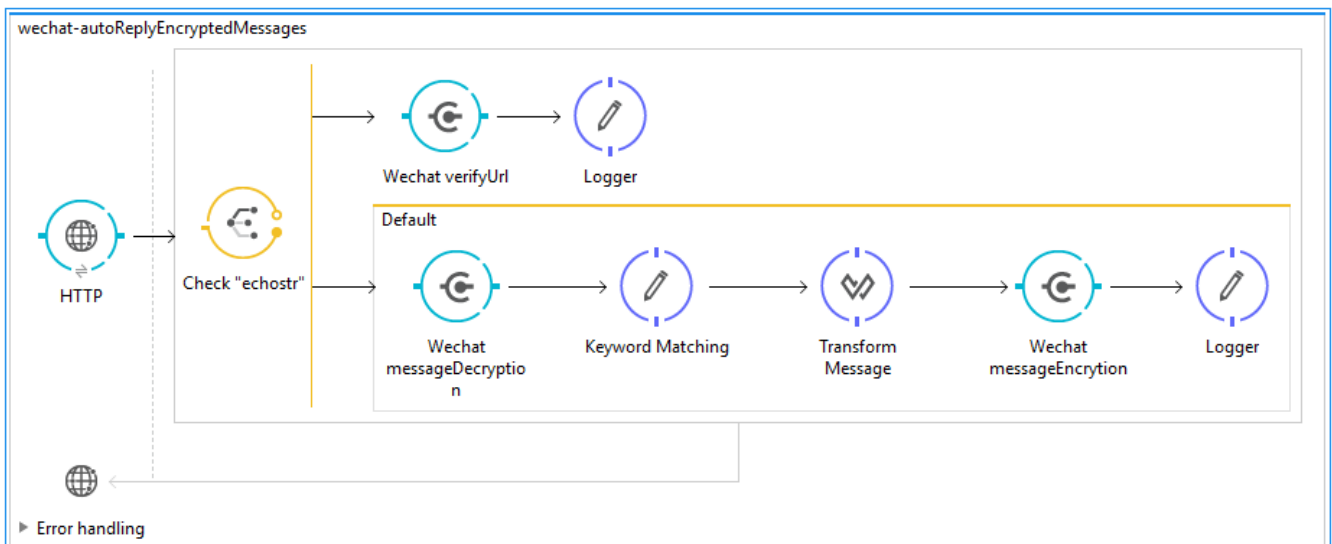 wechat-autoReplyEncryptedMessages
Wechat verifyUrl
Logger
HTTP
Check "echostr"
Default
Wechat
messageDecryptio
n
Keyword Matching
Transform
Message
Wechat
messageEncrytion
Logger
Error handling